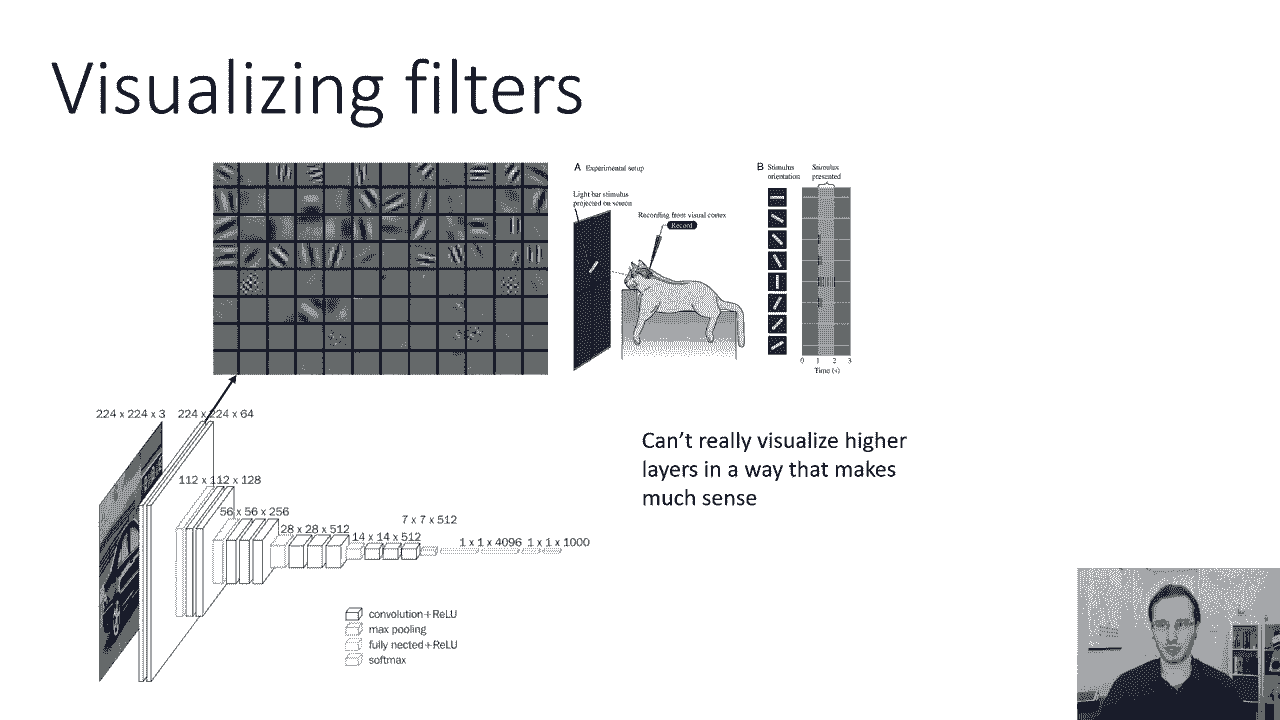 Visualizing filters
A Experimental setup
Light bar stimulus
projected on screen
Recording from visual cortex
Record
B Stimulus
orientation
Stimulus
presented
0 1 2 3
Time (s)
224 x 224 x 3 224 x 224 x 64
112 x 112 x 128
56 x 56 x 256
28 x 28 x 512
14 x 14 x 512
7 x 7 x 512
1 x 1 x 4096 1 x 1 x 1000
convolution+ReLU
max pooling
fully nected+ReLU
softmax
Can't really visualize higher
layers in a way that makes
much sense